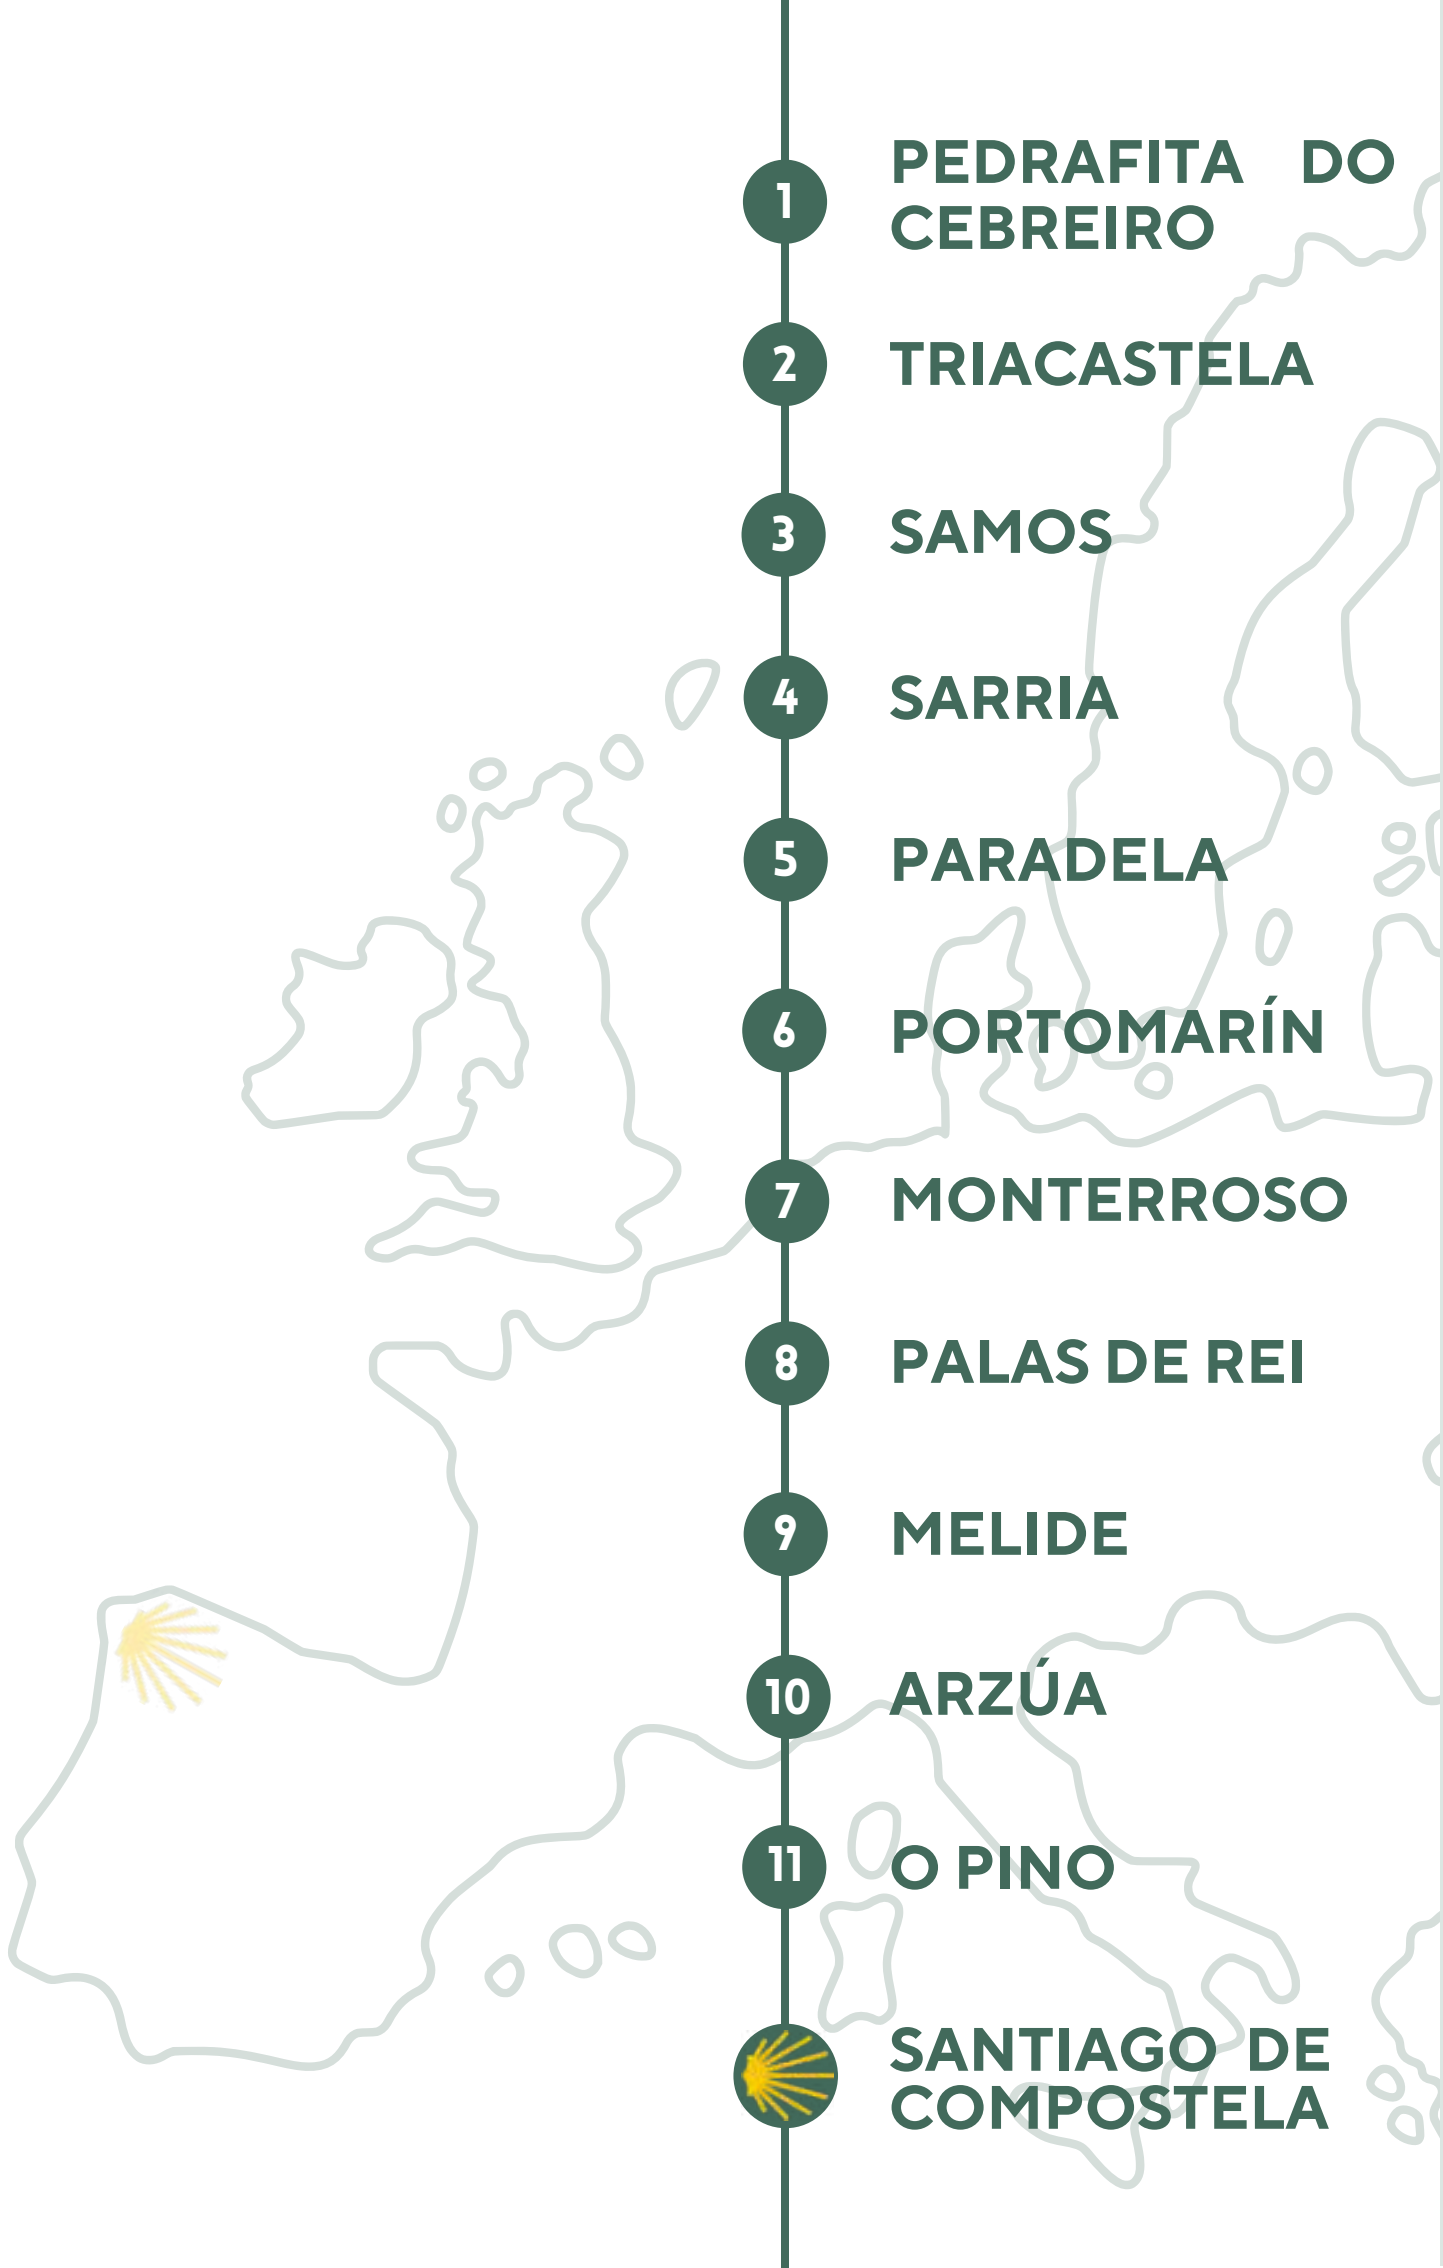 1
PEDRAFITA DO
CEBREIRO
2
TRIACASTELA
3
SAMOS
4
SARRIA
5
PARADELA
6
PORTOMARÍN
7
MONTERROSO
8
PALAS DE REI
9
MELIDE
10
ARZÚA
11
O PINO
SANTIAGO DE
COMPOSTELA